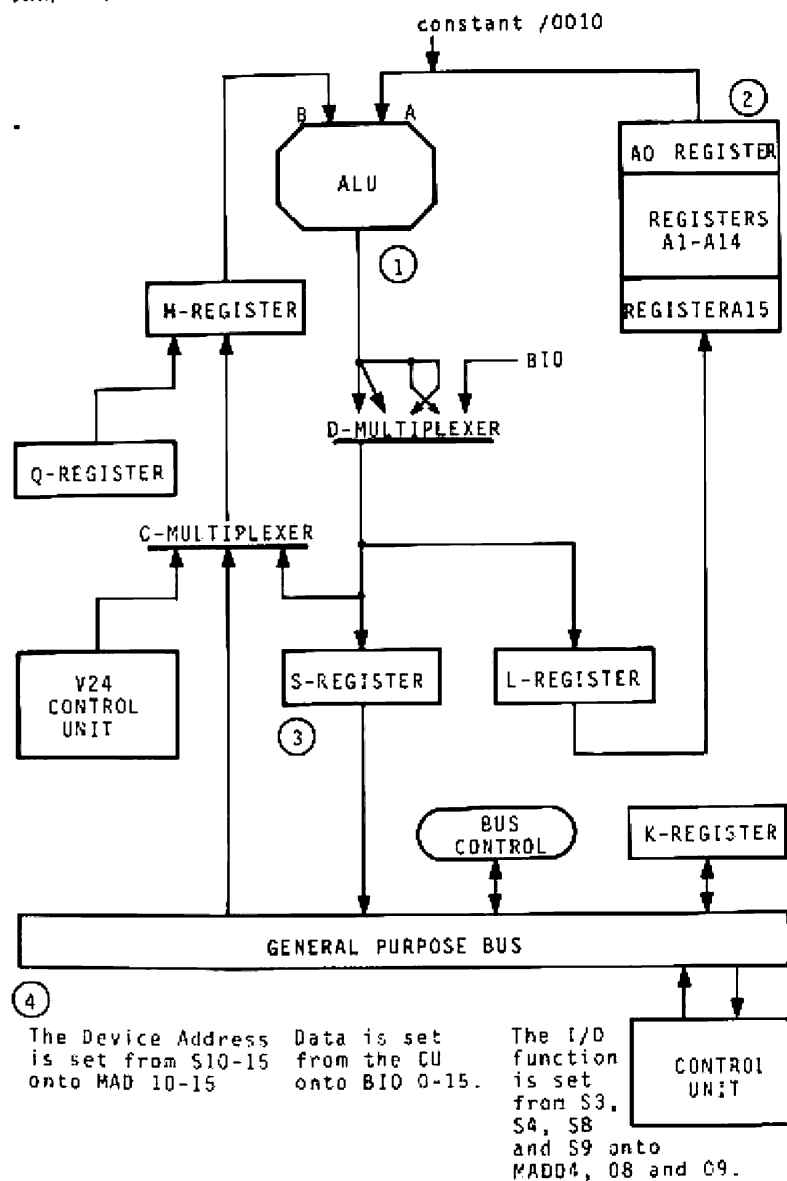 constant /0010
B A
2
A0 REGISTER
ALU
REGISTERS
A1-A14
1
M-REGISTER
REGISTERA15
BIO
D-MULTIPLEXER
Q-REGISTER
C-MULTIPLEXER
V24
CONTROL
UNIT
S-REGISTER
L-REGISTER
3
BUS
CONTROL
K-REGISTER
GENERAL PURPOSE BUS
4
The Device Address
is set from S10-15
onto MAD 10-15
Data is set
from the CU
onto BIO 0-15.
The I/O
function
is set
from S3,
S4, S8
and S9 onto
MAD04, 08 and 09.
CONTROL
UNIT